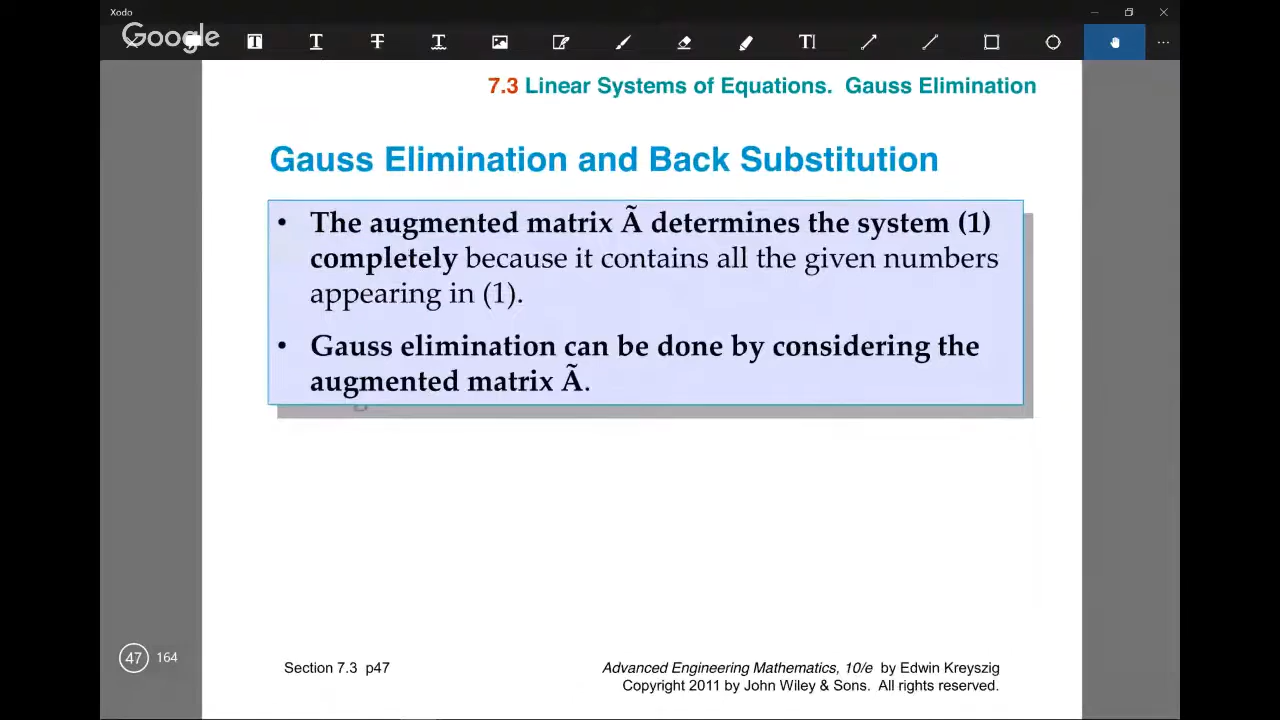 Xodo
Google
7.3 Linear Systems of Equations. Gauss Elimination
Gauss Elimination and Back Substitution
• The augmented matrix Ã determines the system (1)
completely because it contains all the given numbers
appearing in (1).
• Gauss elimination can be done by considering the
augmented matrix Ã.
47 164
Section 7.3 p47
Advanced Engineering Mathematics, 10/e by Edwin Kreyszig
Copyright 2011 by John Wiley & Sons. All rights reserved.